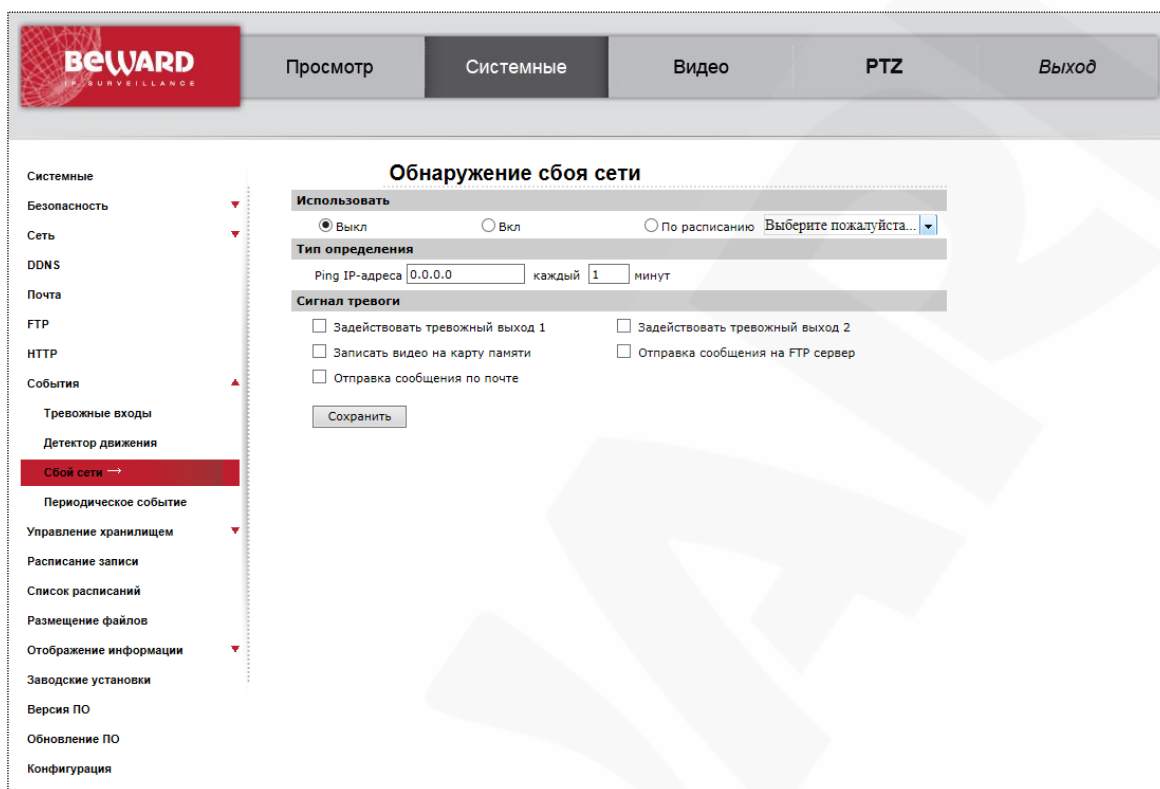 BEWARD
IP SURVEILLANCE
Просмотр
Системные
Видео
PTZ
Выход
Системные
Безопасность
Сеть
DDNS
Почта
FTP
HTTP
События
Тревожные входы
Детектор движения
Сбой сети →
Периодическое событие
Управление хранилищем
Расписание записи
Список расписаний
Размещение файлов
Отображение информации
Заводские установки
Версия ПО
Обновление ПО
Конфигурация
Обнаружение сбоя сети
Использовать
Выкл Вкл По расписанию Выберите пожалуйста...
Тип определения
Ping IP-адреса 0.0.0.0 каждый 1 минут
Сигнал тревоги
Задействовать тревожный выход 1 Задействовать тревожный выход 2
Записать видео на карту памяти Отправка сообщения на FTP сервер
Отправка сообщения по почте
Сохранить